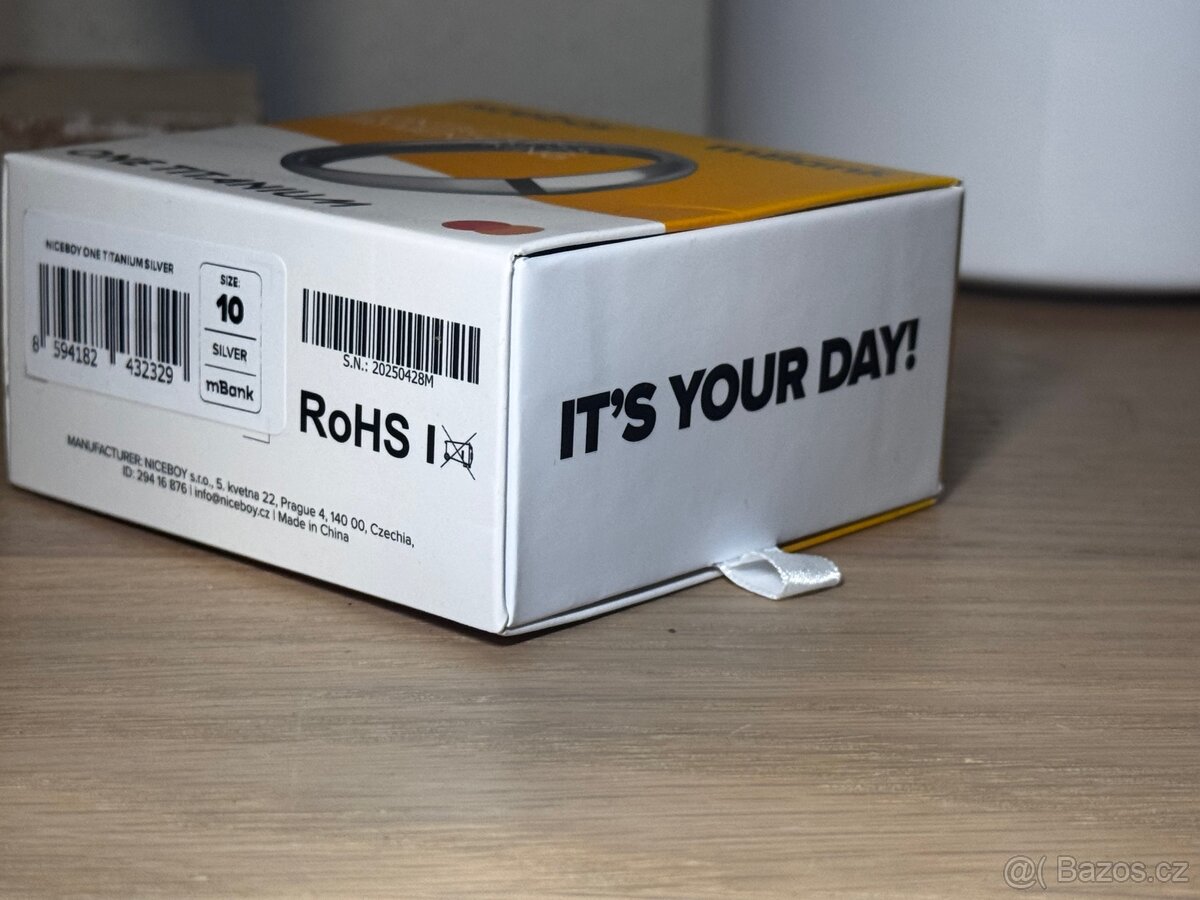 ONE TITANIUM
NICEBOY ONE TITANIUM SILVER
8 594182 432329
SIZE:
10
SILVER
mBank
S.N.: 20250428M
RoHS
MANUFACTURER: NICEBOY s.r.o., 5. kvetna 22, Prague 4, 140 00, Czechia,
ID: 294 16 876 | info@niceboy.cz | Made in China
IT'S YOUR DAY!
@( Bazos.cz